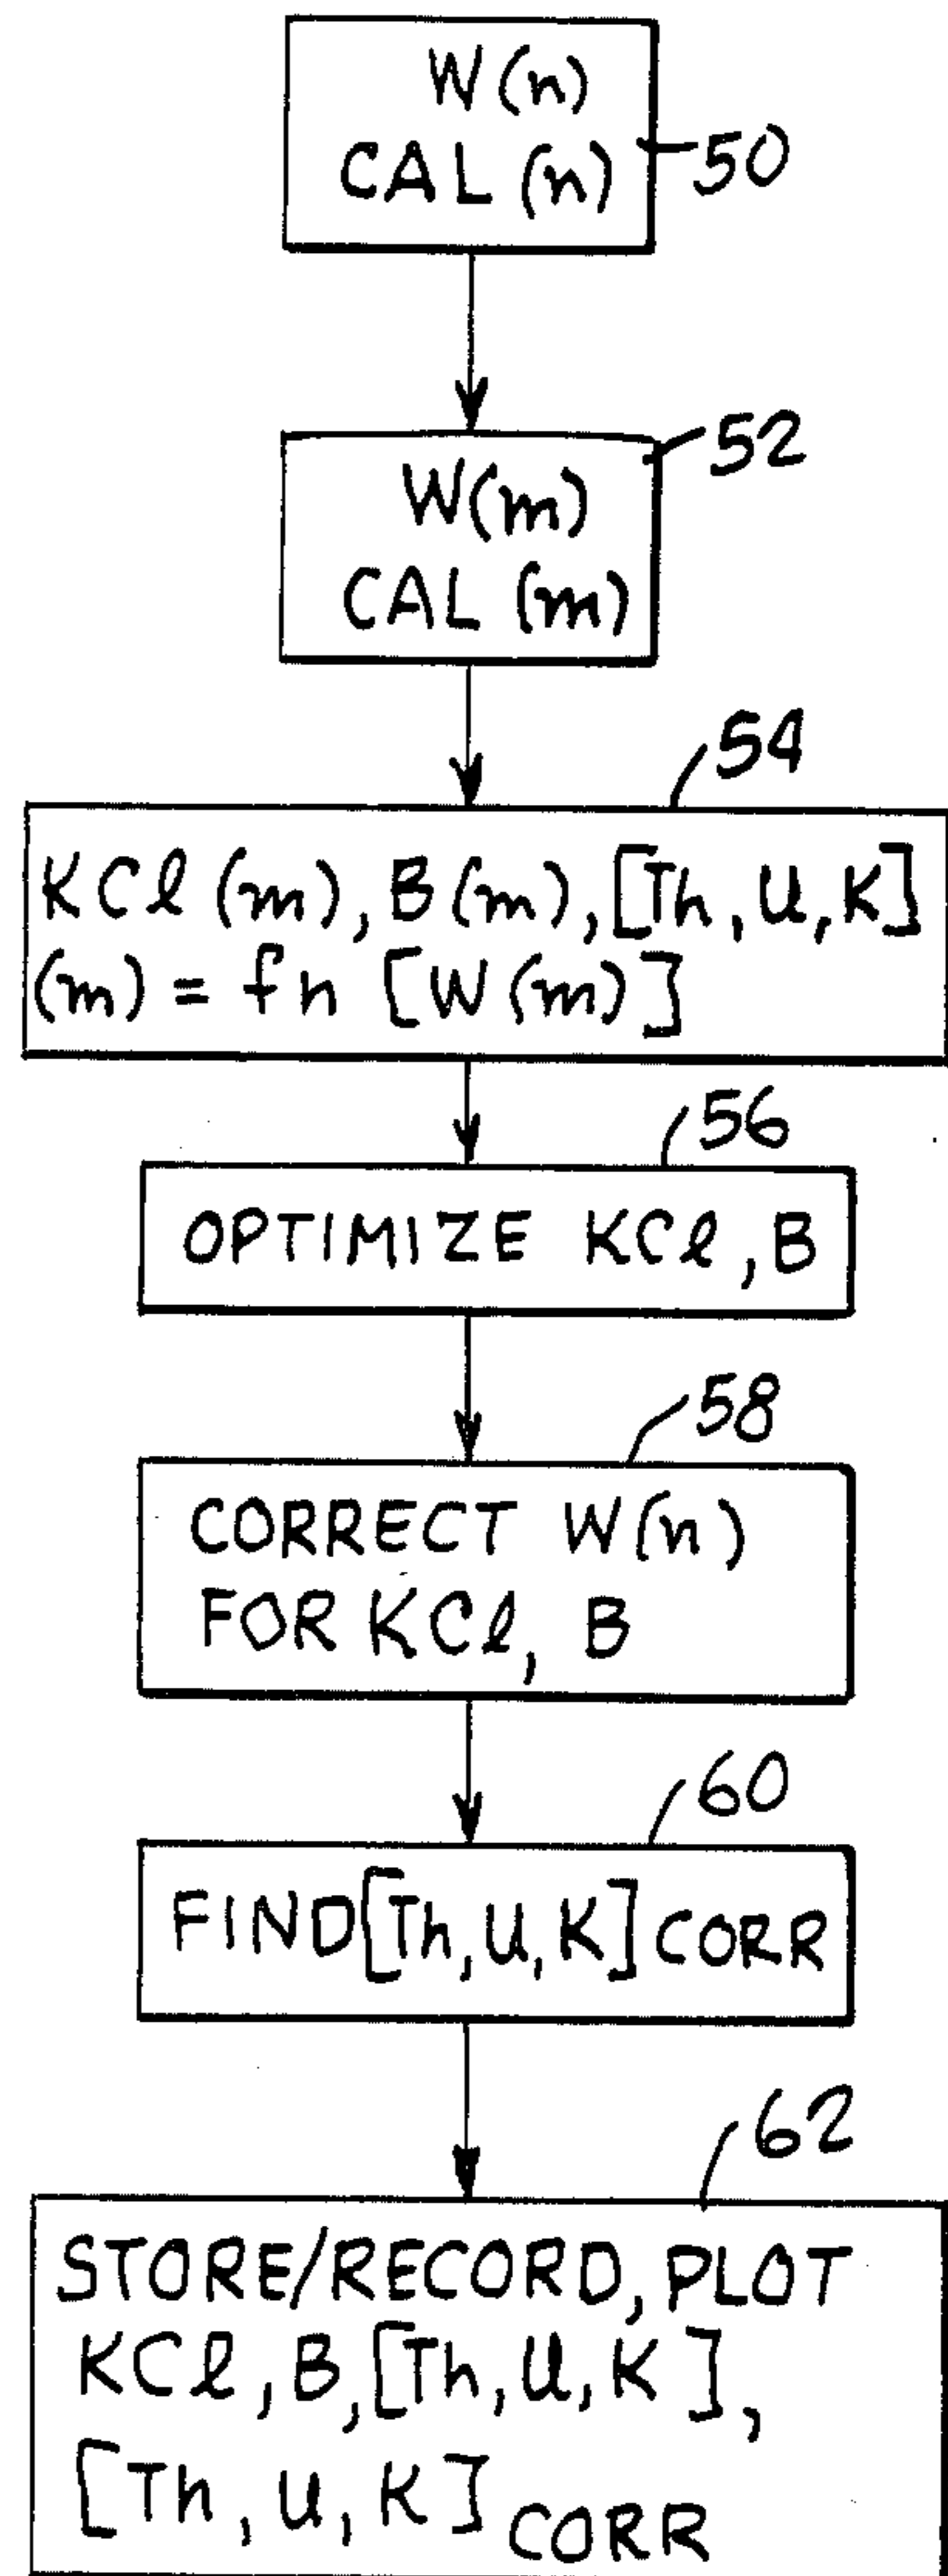 W(n)
CAL (n)
50
52
W(m)
CAL (m)
54
KCl (m), B(m), [Th, U, K]
(m) = fn [W(m)]
56
OPTIMIZE KCl, B
58
CORRECT W(n)
FOR KCl, B
60
FIND [Th, U, K] CORR
62
STORE/RECORD, PLOT
KCl, B, [Th, U, K],
[Th, U, K] CORR